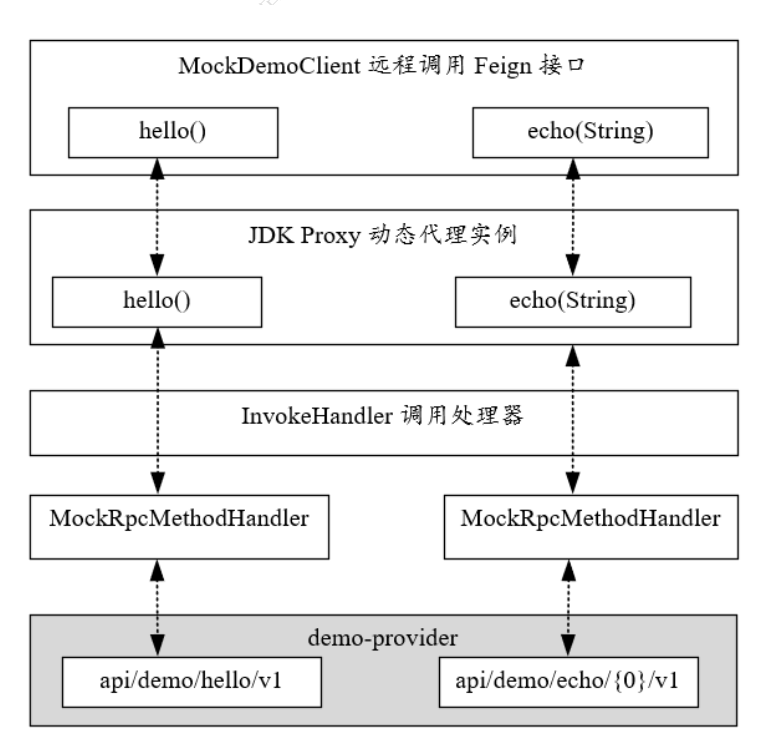 MockDemoClient 远程调用 Feign 接口
hello()
echo(String)
JDK Proxy 动态代理实例
hello()
echo(String)
InvokeHandler 调用处理器
MockRpcMethodHandler
MockRpcMethodHandler
demo-provider
api/demo/hello/v1
api/demo/echo/{0}/v1